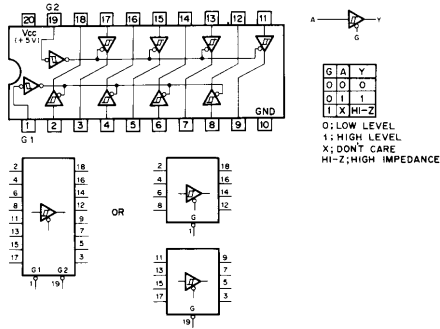 G2
20 19 18 17 16 15 14 13 12 11
Vcc
(+5V)
GND
1 2 3 4 5 6 7 8 9 10
G1
A Y
G
G A Y
0 0 0
0 1 1
1 X HI-Z
0; LOW LEVEL
1; HIGH LEVEL
X; DON'T CARE
HI-Z; HIGH IMPEDANCE
2 18
4 16
6 14
8 12
11 9
13 7
15 5
17 3
G1 G2
1 19
OR
2 18
4 16
6 14
8 12
G
1
11 9
13 7
15 5
17 3
G
19